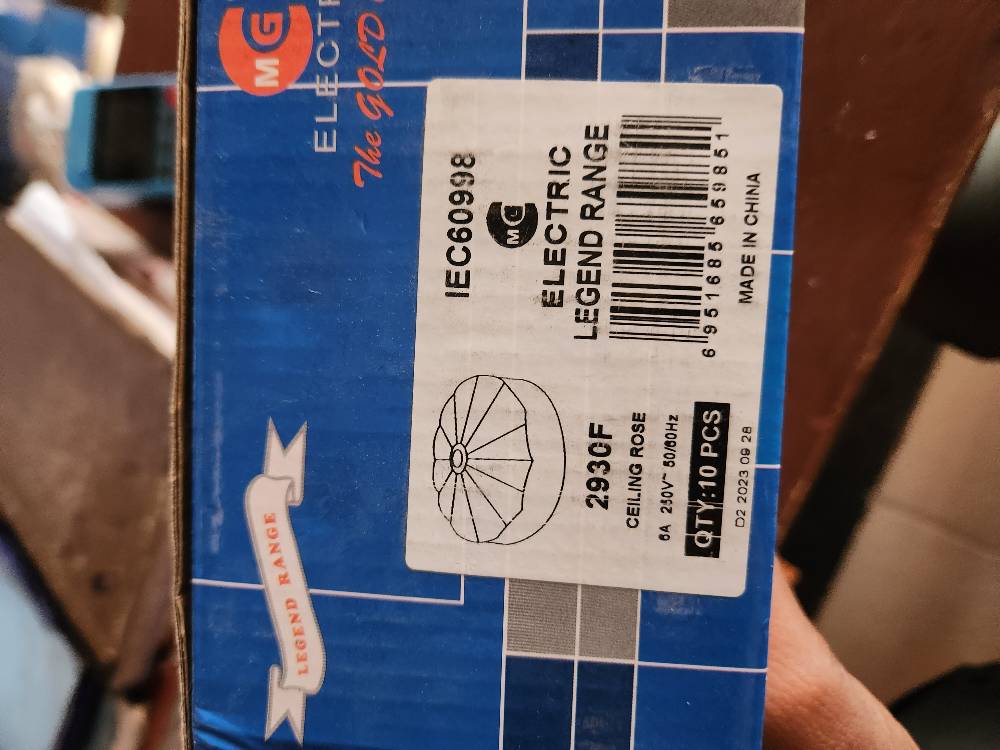 MG
ELECTR
The GOLD
IEC60998
MG
ELECTRIC
LEGEND RANGE
6 951685 659851
MADE IN CHINA
2930F
CEILING ROSE
6A 250V~ 50/60Hz
QTY:10 PCS
D2 2023 09 28
LEGEND RANGE